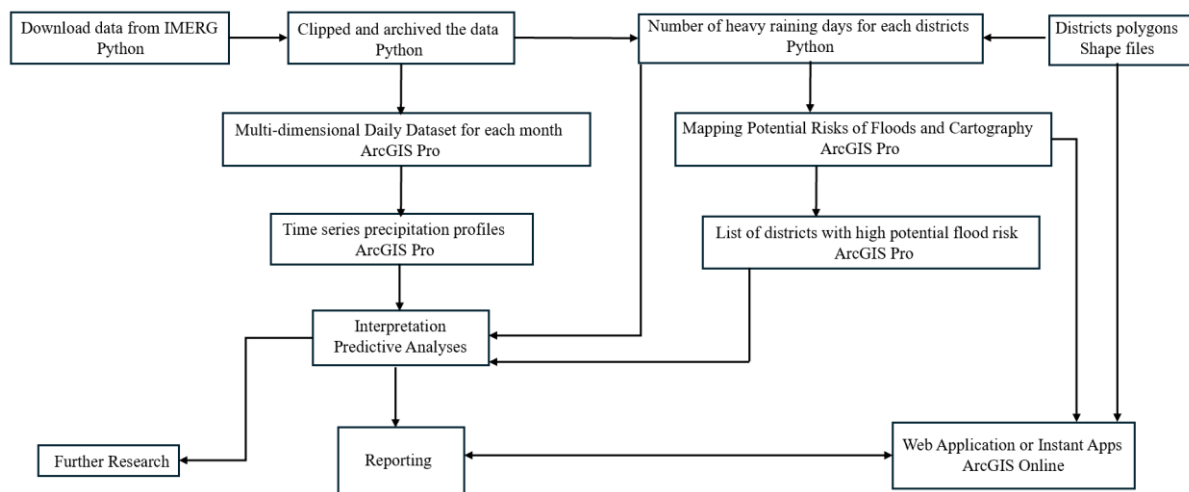 Download data from IMERG
Python
Clipped and archived the data
Python
Number of heavy raining days for each districts
Python
Districts polygons
Shape files
Multi-dimensional Daily Dataset for each month
ArcGIS Pro
Mapping Potential Risks of Floods and Cartography
ArcGIS Pro
Time series precipitation profiles
ArcGIS Pro
List of districts with high potential flood risk
ArcGIS Pro
Interpretation
Predictive Analyses
Further Research
Reporting
Web Application or Instant Apps
ArcGIS Online